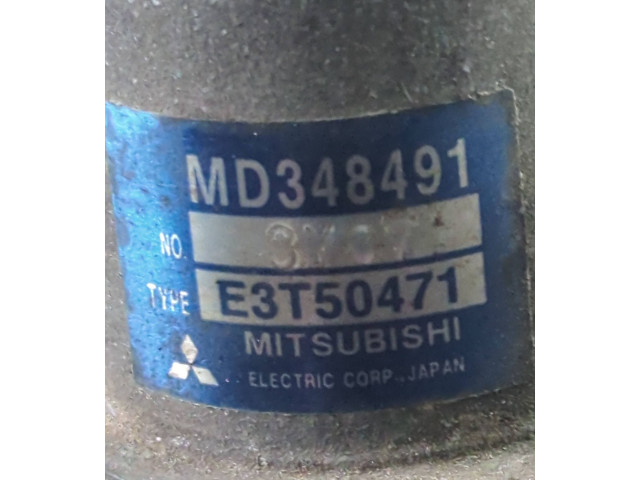 MD348491
NO.
TYPE E3T50471
MITSUBISHI
ELECTRIC CORP., JAPAN